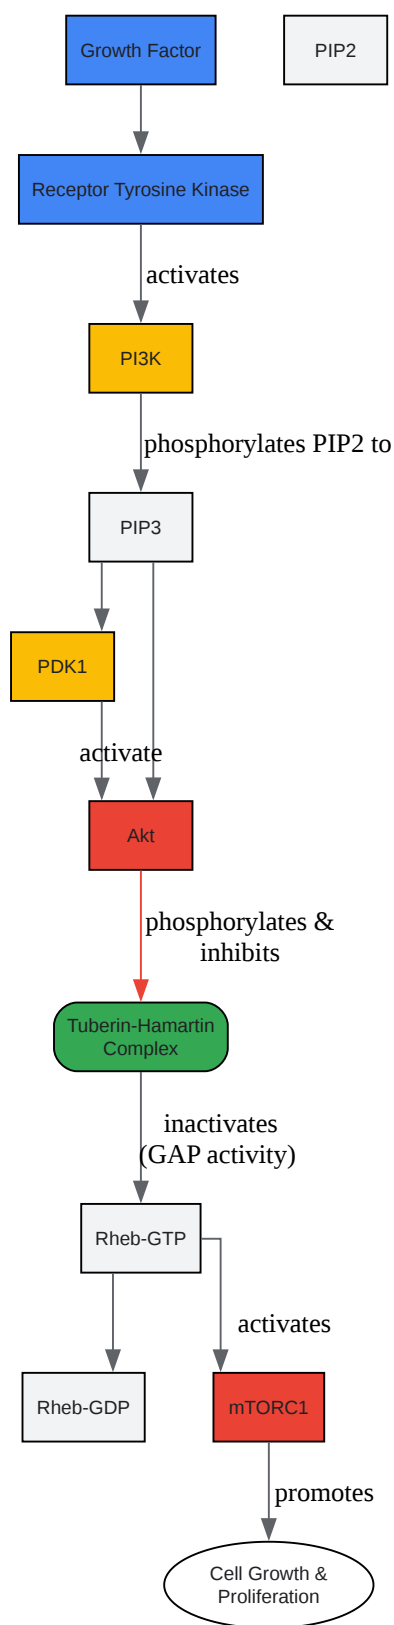 Growth Factor
PIP2
Receptor Tyrosine Kinase
activates
PI3K
phosphorylates PIP2 to
PIP3
PDK1
activate
Akt
phosphorylates &
inhibits
Tuberin-Hamartin
Complex
inactivates
(GAP activity)
Rheb-GTP
activates
Rheb-GDP
mTORC1
promotes
Cell Growth &
Proliferation